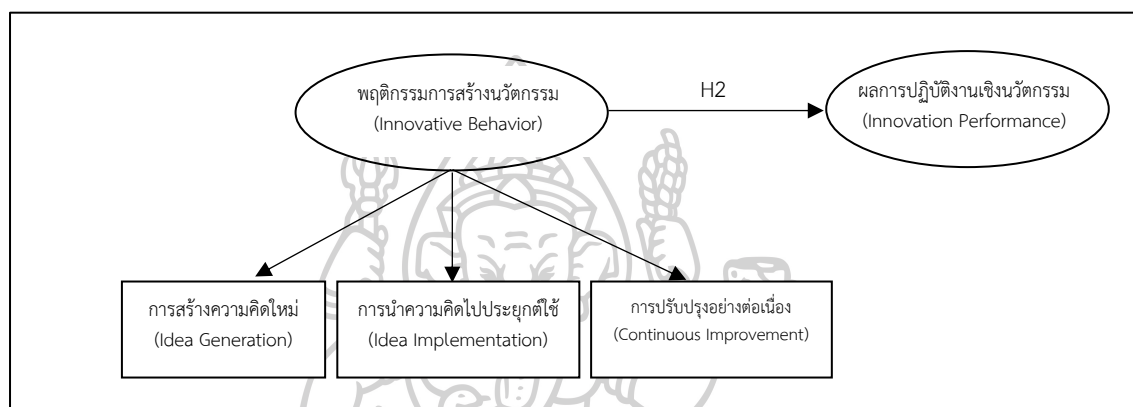 พฤติกรรมการสร้างนวัตกรรม
(Innovative Behavior)
H2
ผลการปฏิบัติงานเชิงนวัตกรรม
(Innovation Performance)
การสร้างความคิดใหม่
(Idea Generation)
การนำความคิดไปประยุกต์ใช้
(Idea Implementation)
การปรับปรุงอย่างต่อเนื่อง
(Continuous Improvement)